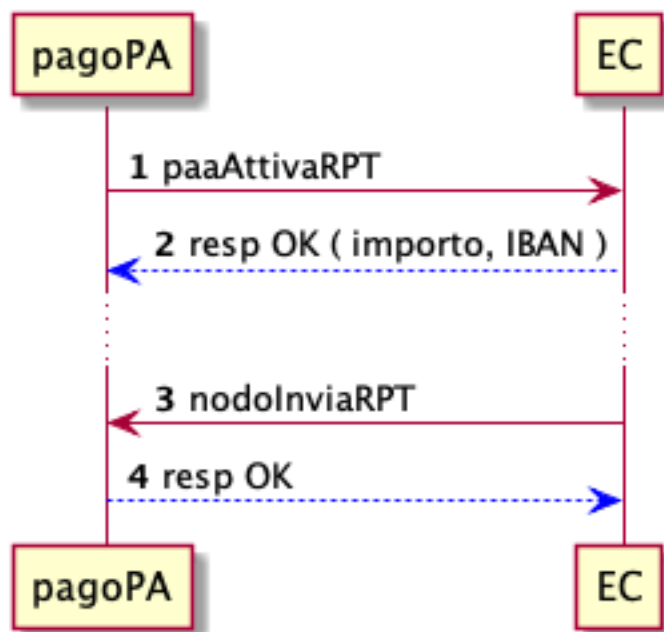 pagoPA EC
1 paaAttivaRPT
2 resp OK ( importo, IBAN )
3 nodoInviaRPT
4 resp OK
pagoPA EC